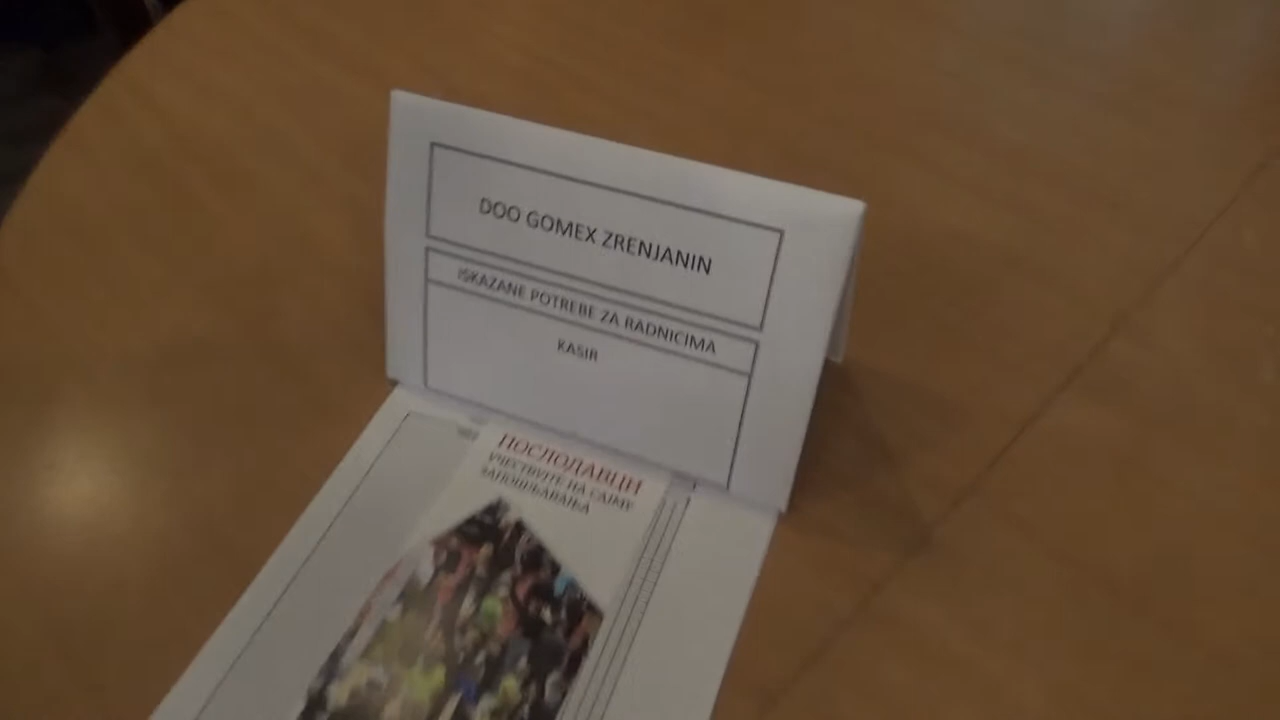 DOO GOMEX ZRENJANIN
ISKAZANE POTREBE ZA RADNICIMA
KASIR
ПОСЛОДАВЦИ
УЧЕСТВУЈТЕ НА САЈМУ
ЗАПОШЉАВАЊА